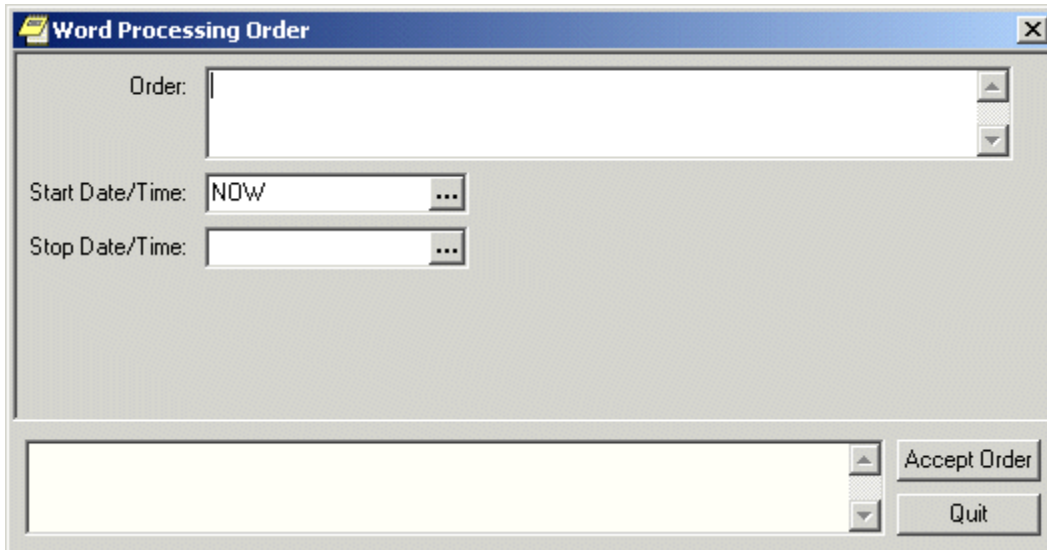 Word Processing Order
Order:
Start Date/Time: NOW ...
Stop Date/Time: ...
Accept Order
Quit